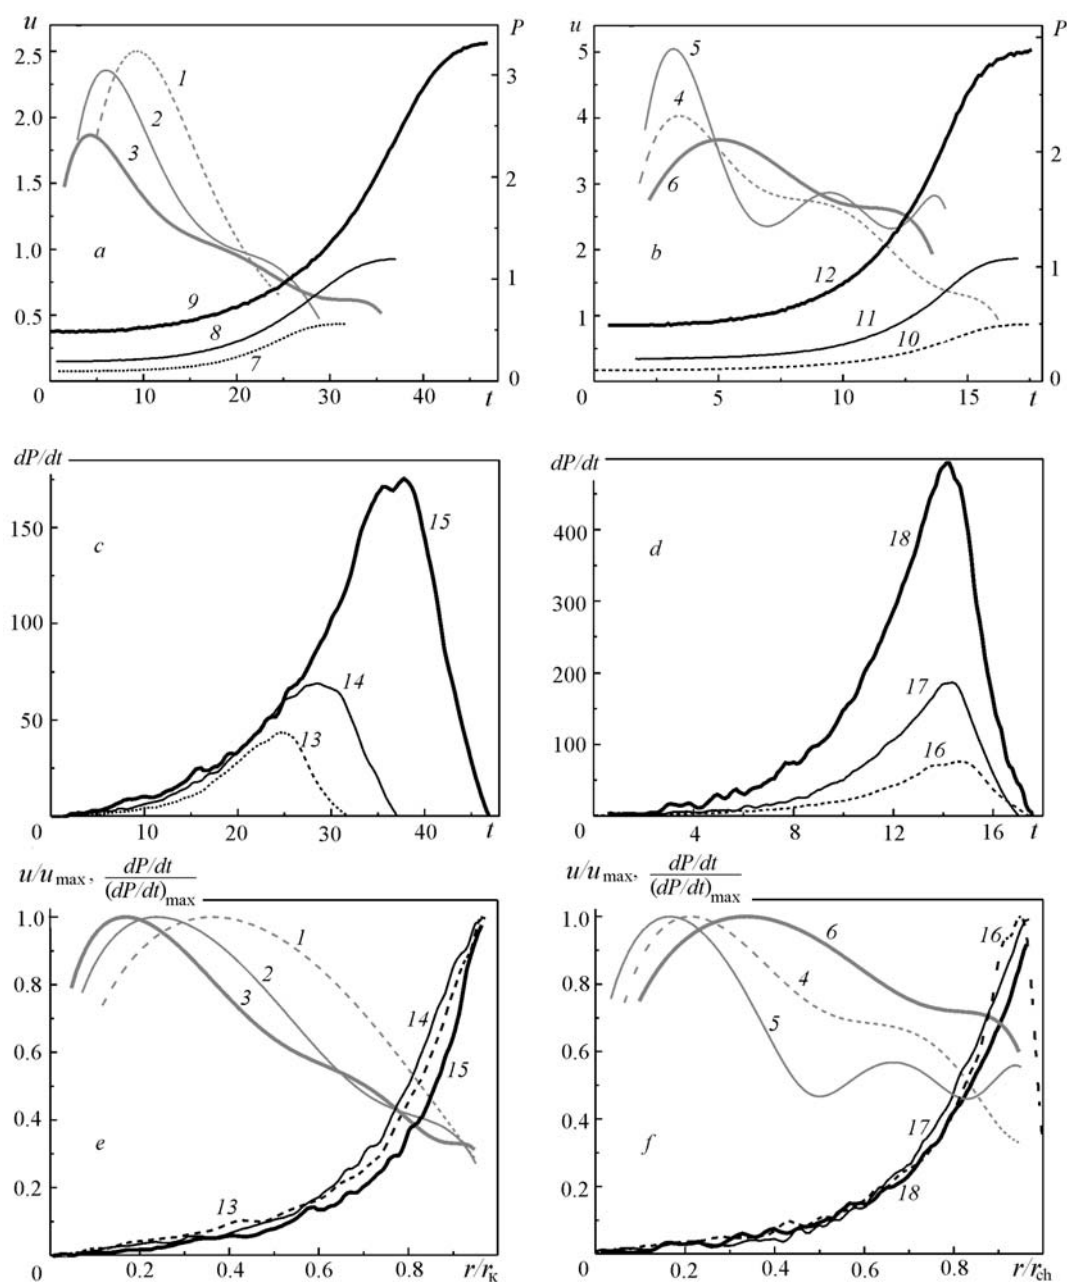 u P u P
2.5 3 5
2.0 4
1.5 2 3 2
1.0 2
0.5 1 1 1
0 10 20 30 40 t 0 0 5 10 15 t 0
1 2 3 a 9 8 7
5 4 6 b 12 11 10
dP/dt dP/dt
150 400
100 300
50 200
100
0 10 20 30 40 t 0 4 8 12 16 t
c 15 14 13
d 18 17 16
u/u max, dP/dt (dP/dt) max u/u max, dP/dt (dP/dt) max
1.0 1.0
0.8 0.8
0.6 0.6
0.4 0.4
0.2 0.2
0 0.2 0.4 0.6 0.8 r/r к 0 0.2 0.4 0.6 0.8 r/r ch
1 2 3 14 15 e 13
6 16 4 5 17 f 18